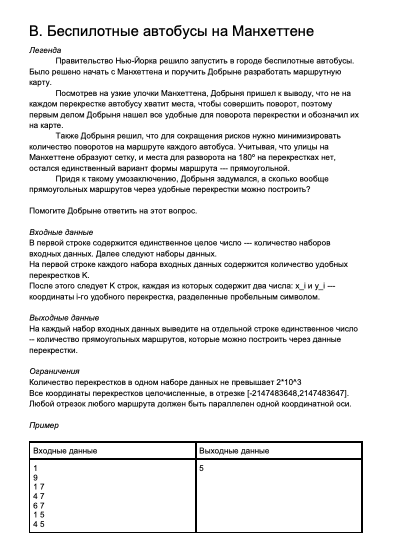 В. Беспилотные автобусы на Манхеттене
Легенда
Правительство Нью-Йорка решило запустить в городе беспилотные автобусы.
Было решено начать с Манхеттена и поручить Добрыне разработать маршрутную
карту.
Посмотрев на узкие улочки Манхеттена, Добрыня пришел к выводу, что не на
каждом перекрестке автобусу хватит места, чтобы совершить поворот, поэтому
первым делом Добрыня нашел все удобные для поворота перекрестки и обозначил их
на карте.
Также Добрыня решил, что для сокращения рисков нужно минимизировать
количество поворотов на маршруте каждого автобуса. Учитывая, что улицы на
Манхеттене образуют сетку, и места для разворота на 180º на перекрестках нет,
остался единственный вариант формы маршрута --- прямоугольной.
Придя к такому умозаключению, Добрыня задумался, а сколько вообще
прямоугольных маршрутов через удобные перекрестки можно построить?
Помогите Добрыне ответить на этот вопрос.
Входные данные
В первой строке содержится единственное целое число --- количество наборов
входных данных. Далее следуют наборы данных.
На первой строке каждого набора входных данных содержится количество удобных
перекрестков K.
После этого следует K строк, каждая из которых содержит два числа: x_i и y_i ---
координаты i-го удобного перекрестка, разделенные пробельным символом.
Выходные данные
На каждый набор входных данных выведите на отдельной строке единственное число
-- количество прямоугольных маршрутов, которые можно построить через данные
перекрестки.
Ограничения
Количество перекрестков в одном наборе данных не превышает 2*10^3
Все координаты перекрестков целочисленные, в отрезке [-2147483648,2147483647].
Любой отрезок любого маршрута должен быть параллелен одной координатной оси.
Пример
Входные данные Выходные данные
1 5
9
1 7
4 7
6 7
1 5
4 5